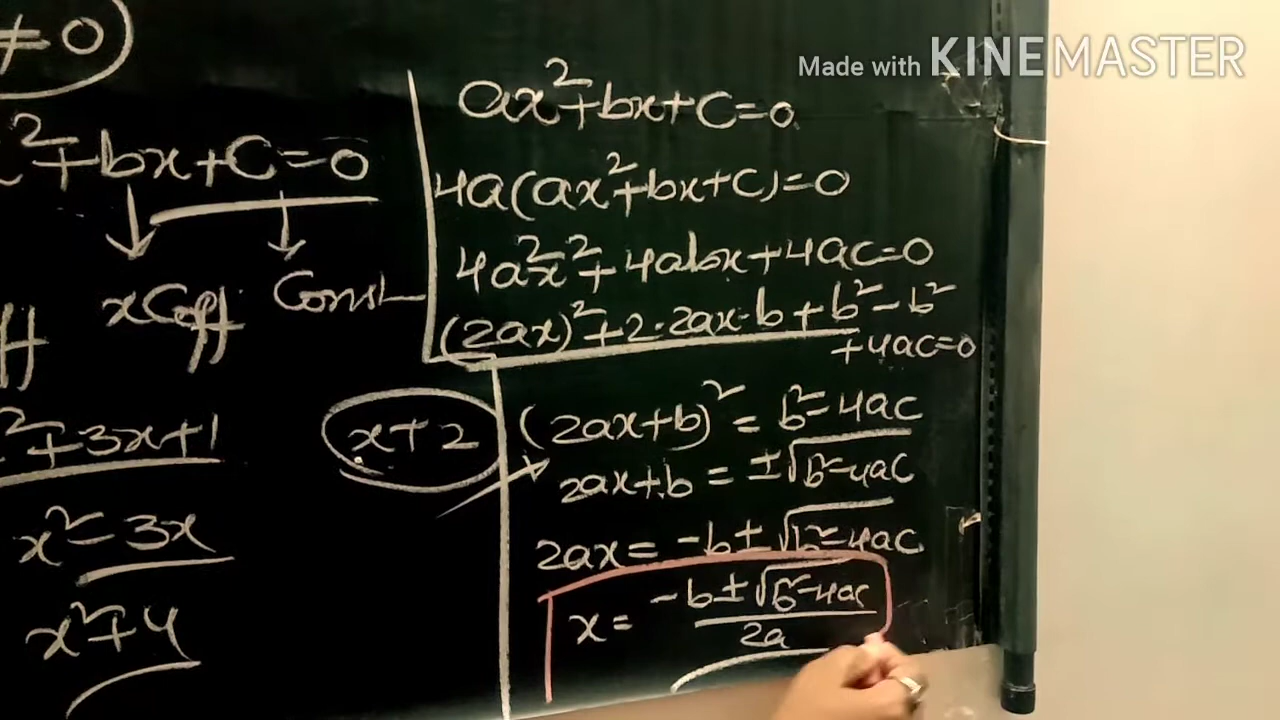 ≠0
x²+bx+C=0
x Coeff Const
ff
x²+3x+1
x²-3x
x²+4
x+2
ax²+bx+C=0
4a(ax²+bx+C)=0
4a²x²+4abx+4ac=0
(2ax)²+2·2ax·b+b²-b²
+4ac=0
(2ax+b)²=b²-4ac
2ax+b=±√b²-4ac
2ax=-b±√b²-4ac
x=-b±√b²-4ac/2a
Made with KINEMASTER